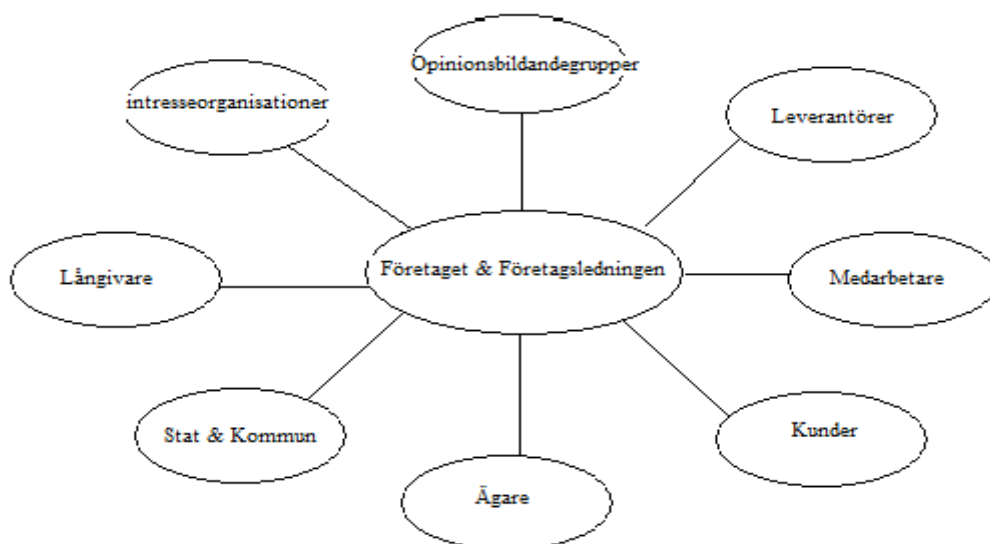 Opinionsbildandegrupper
intresseorganisationer
Leverantörer
Långivare
Företaget & Företagsledningen
Medarbetare
Stat & Kommun
Kunder
Ägare